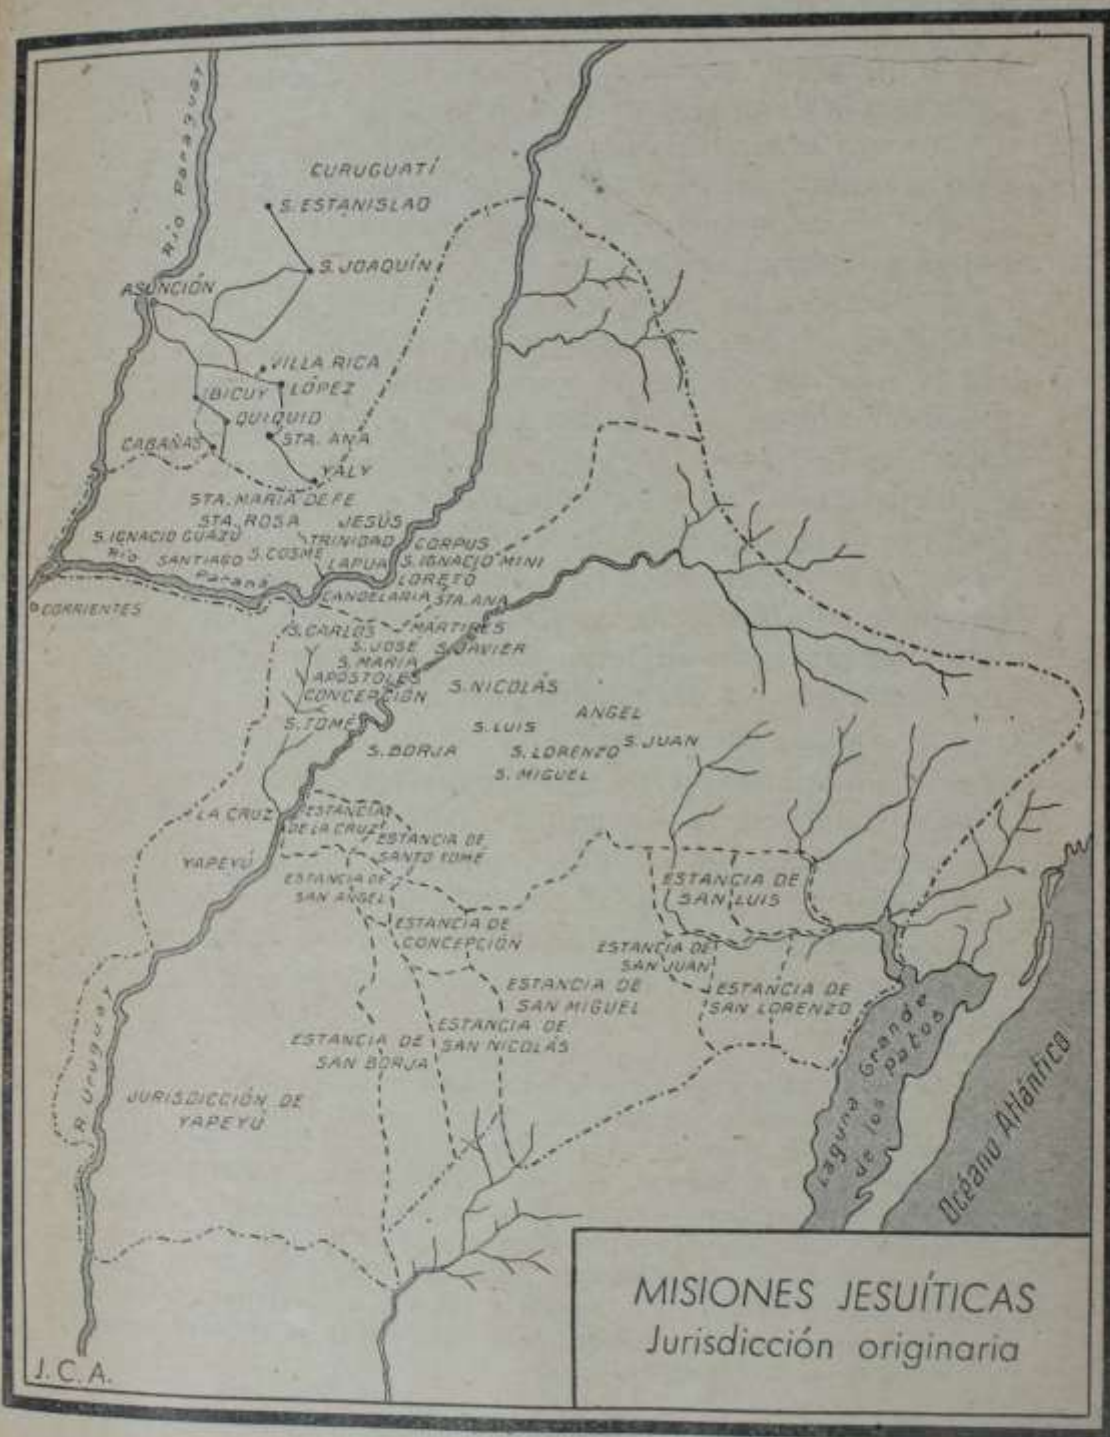 Río Paraguay
CURUGUATÍ
S. ESTANISLAO
S. JOAQUÍN
ASUNCIÓN
VILLA RICA
LÓPEZ
IBICUY
QUIQUID
CABAÑAS
STA. ANA
YALY
STA. MARIA DE FE
STA. ROSA
JESÚS
S. IGNACIO GUAZÚ
TRINIDAD
CORPUS
Río
SANTIAGO
S. COSME
LAPUA
S. IGNACIO MINI
Paraná
LORETO
CANDELARIA
STA. ANA
CORRIENTES
S. CARLOS
MÁRTIRES
S. JOSÉ
S. JAVIER
S. MARIA
APÓSTOLES
S. NICOLÁS
CONCEPCIÓN
S. TOMÉ
S. LUIS
ANGEL
S. BORJA
S. LORENZO
S. JUAN
S. MIGUEL
LA CRUZ
ESTANCIA
DE LA CRUZ
ESTANCIA DE
SANTO TOMÉ
YAPEYÚ
ESTANCIA DE
SAN ANGEL
ESTANCIA DE
SAN LUIS
ESTANCIA DE
CONCEPCIÓN
ESTANCIA DE
SAN JUAN
ESTANCIA DE
SAN MIGUEL
ESTANCIA DE
SAN LORENZO
ESTANCIA DE
SAN NICOLÁS
ESTANCIA DE
SAN BORJA
R. Uruguay
JURISDICCIÓN DE
YAPEYÚ
Laguna Grande
de los Patos
Océano Atlántico
MISIONES JESUÍTICAS
Jurisdicción originaria
J. C. A.